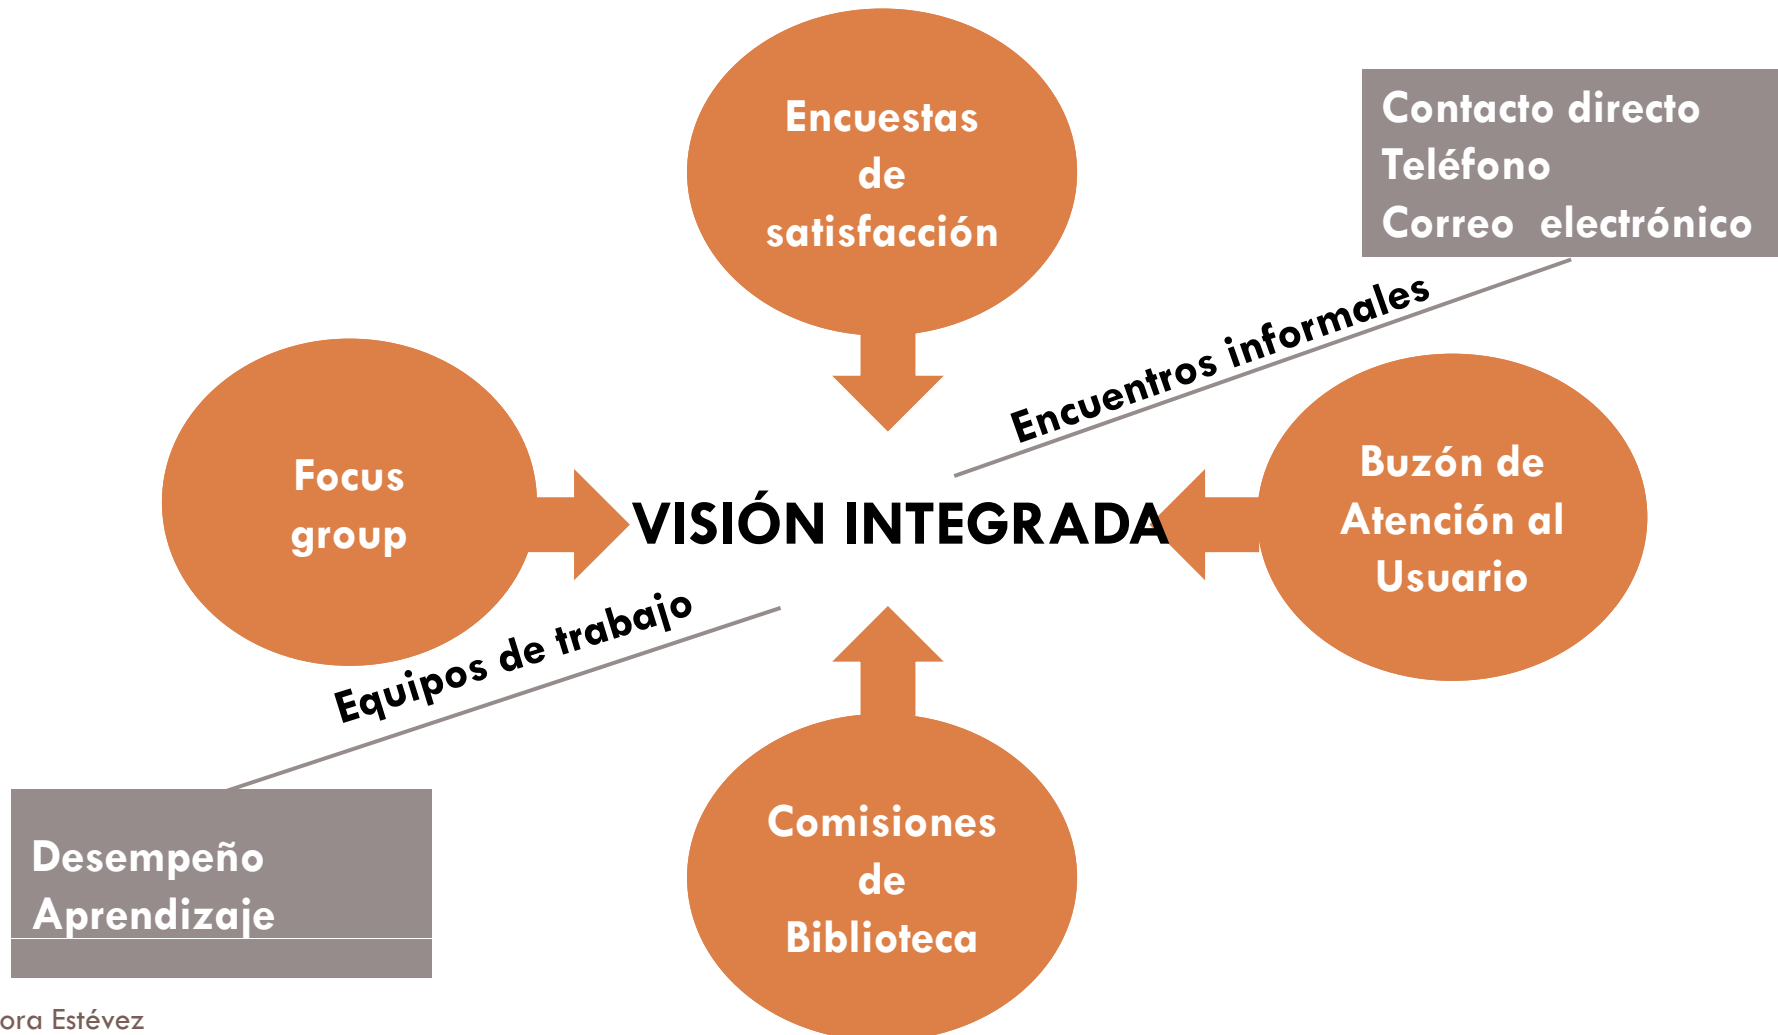 Encuestas
de
satisfacción
Contacto directo
Teléfono
Correo electrónico
Encuentros informales
Focus
group
VISIÓN INTEGRADA
Buzón de
Atención al
Usuario
Equipos de trabajo
Desempeño
Aprendizaje
Comisiones
de
Biblioteca
Estévez